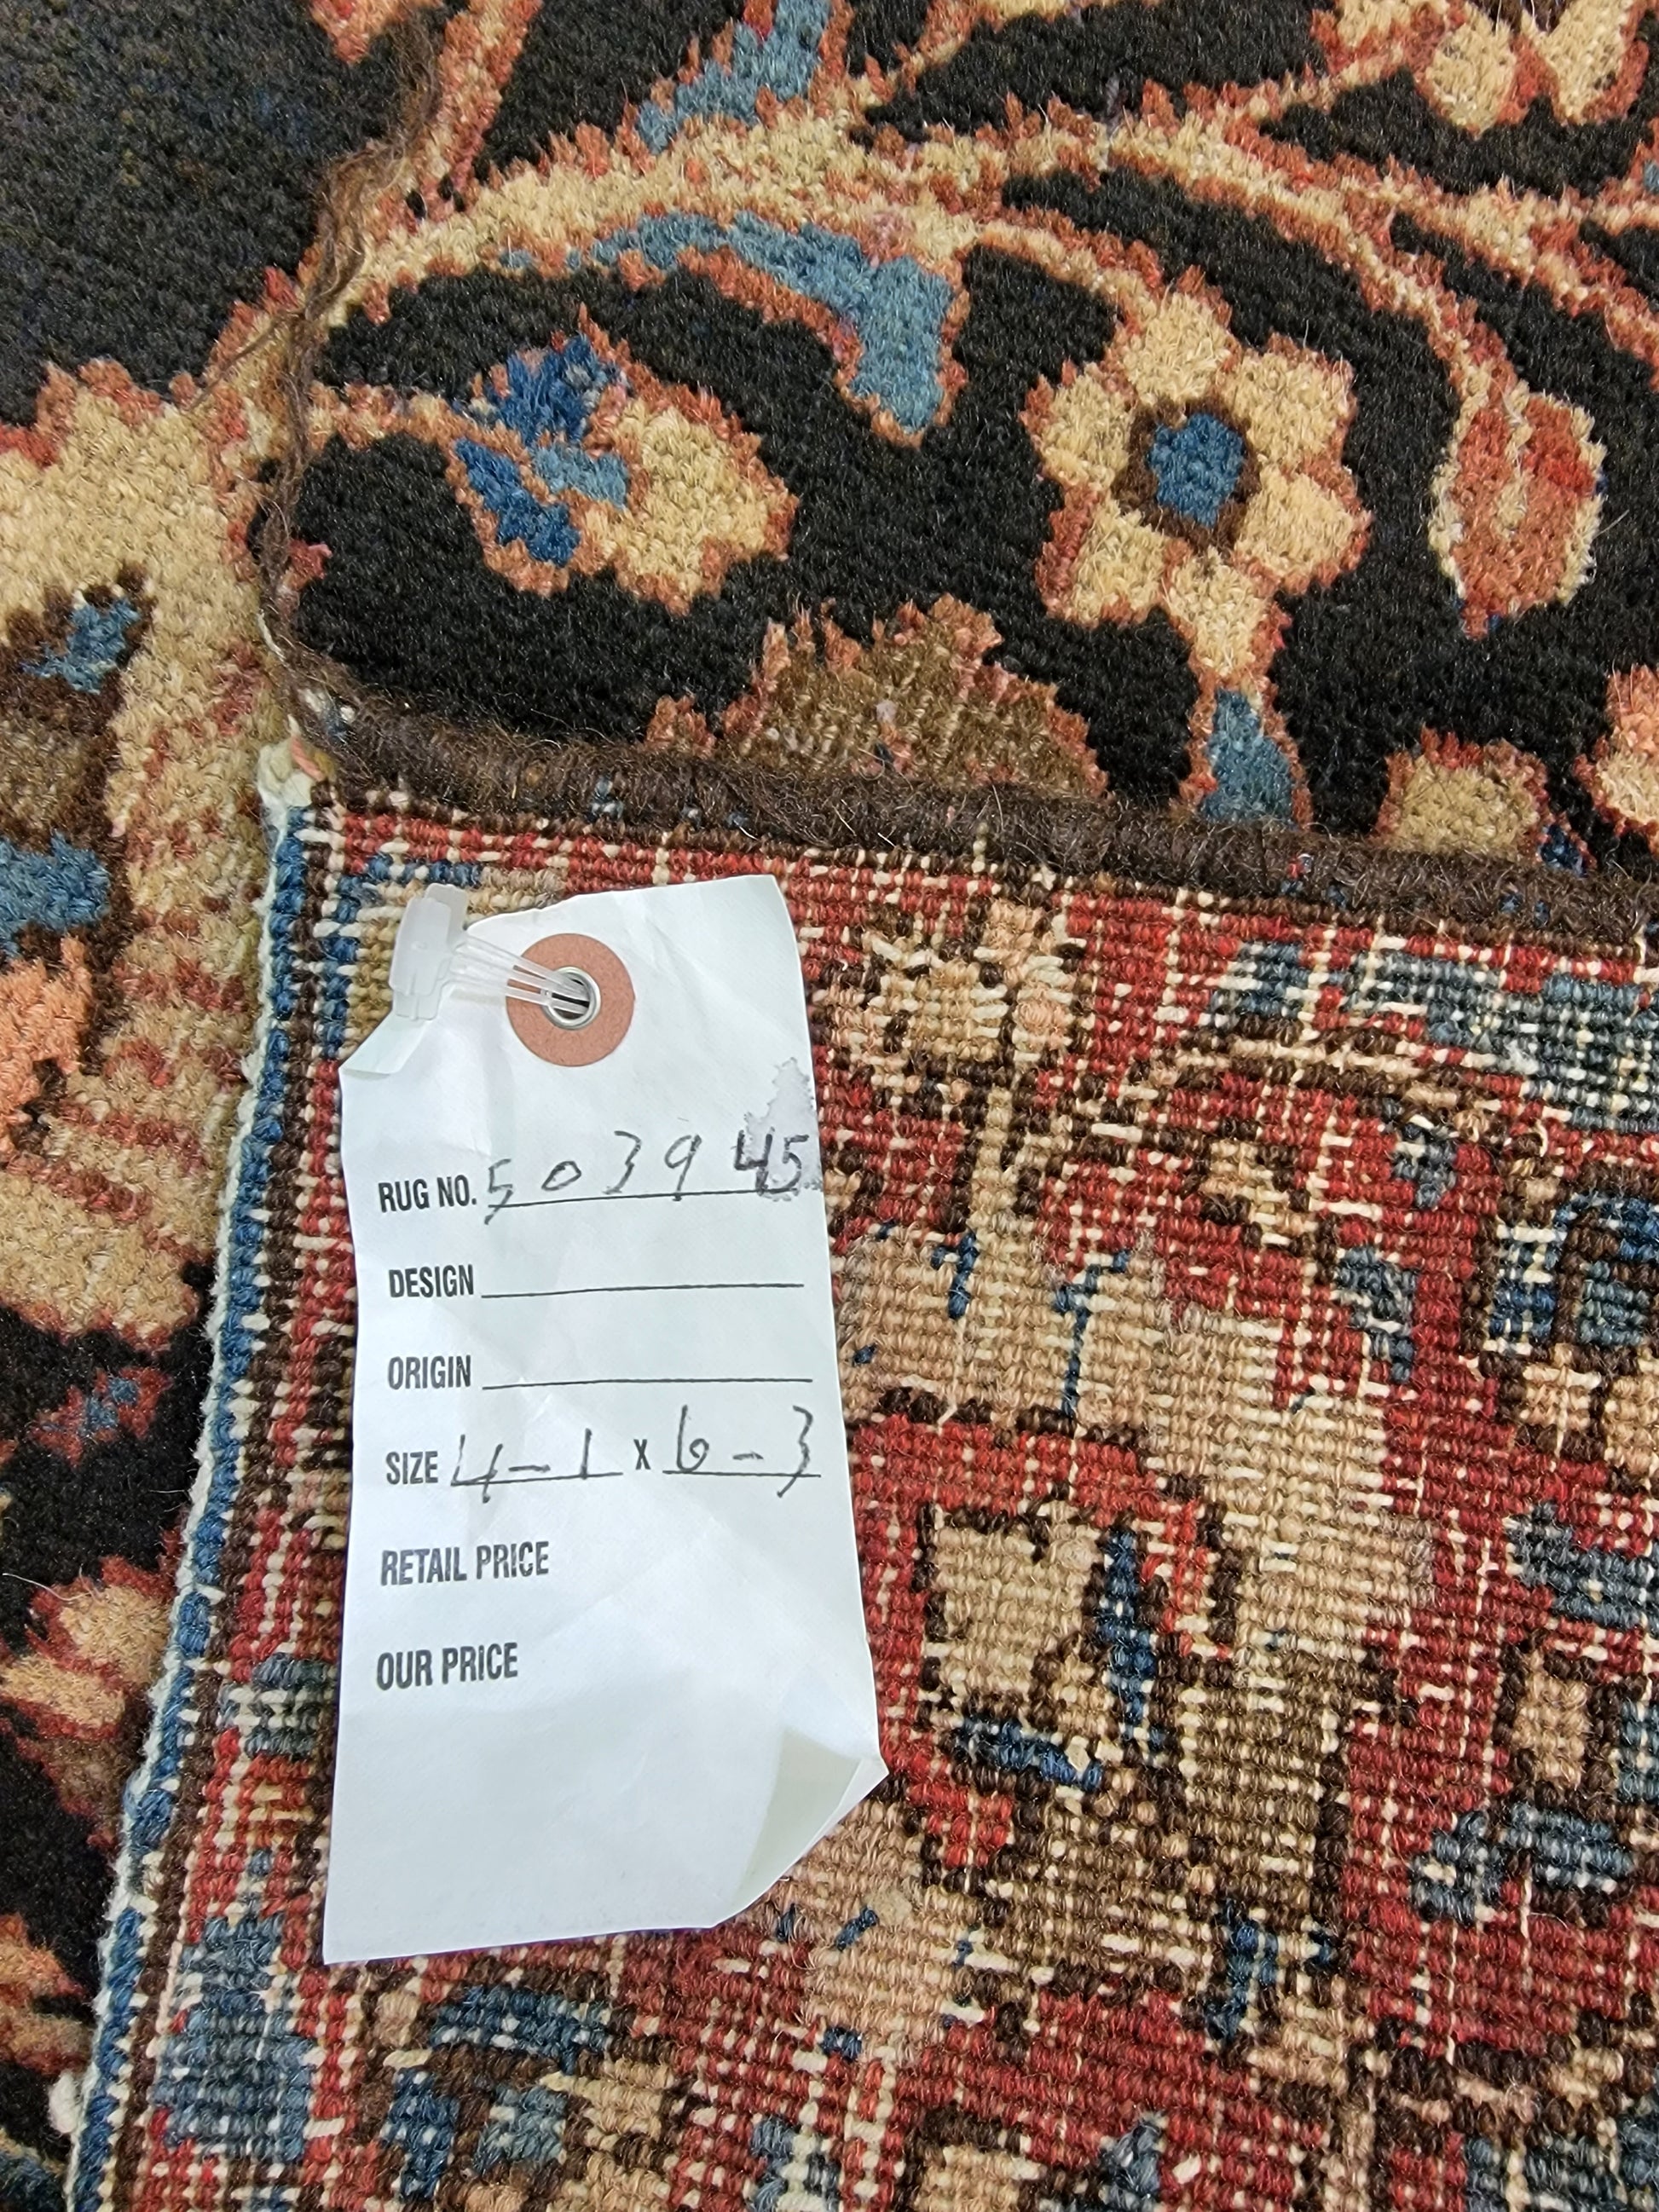 RUG NO. 503945
DESIGN
ORIGIN
SIZE 4-1 x 6-3
RETAIL PRICE
OUR PRICE